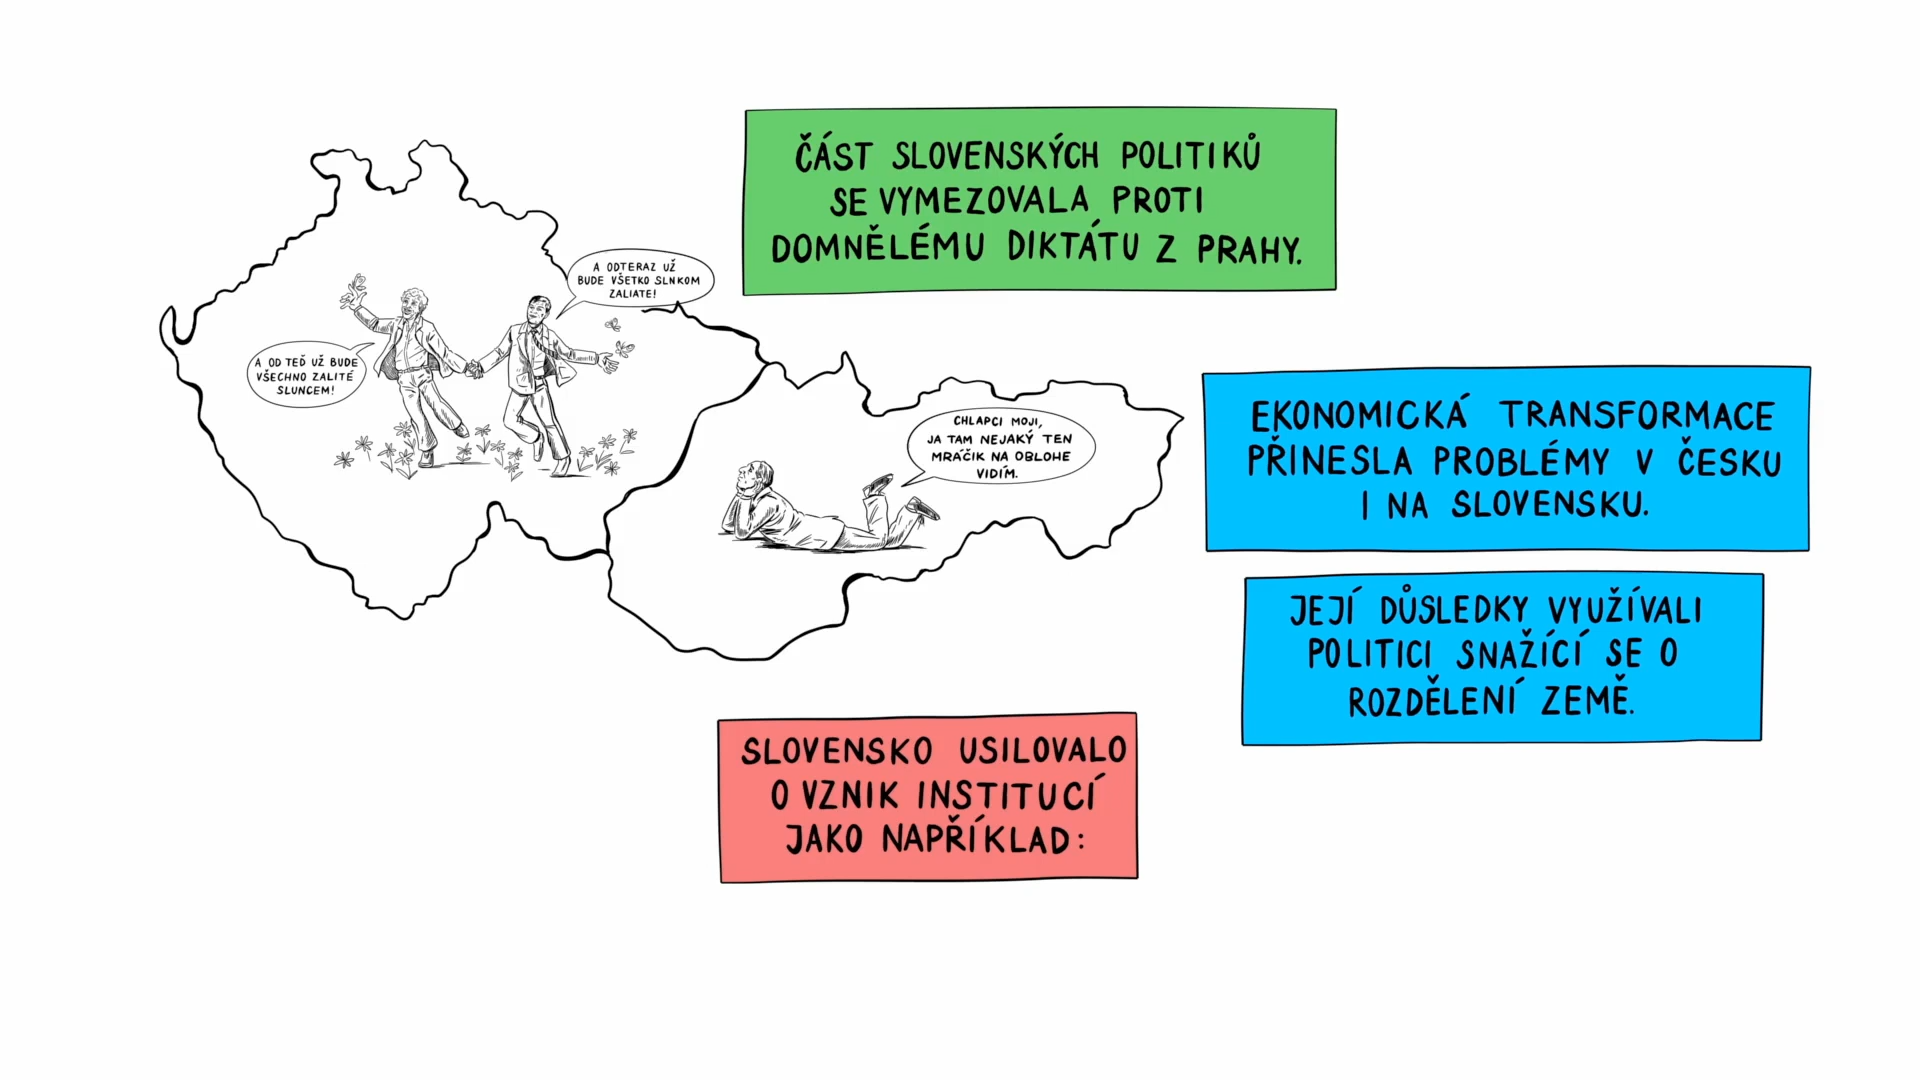 ČÁST SLOVENSKÝCH POLITIKŮ
SE VYMEZOVALA PROTI
DOMNĚLÉMU DIKTÁTU Z PRAHY.
A ODTERAZ UŽ
BUDE VŠETKO SLNKOM
ZALIATE!
A OD TEĎ UŽ BUDE
VŠECHNO ZALITÉ
SLUNCEM!
CHLAPCI MOJI,
JA TAM NEJAKÝ TEN
MRÁČIK NA OBLOHE
VIDÍM.
EKONOMICKÁ TRANSFORMACE
PŘINESLA PROBLÉMY V ČESKU
I NA SLOVENSKU.
JEJÍ DŮSLEDKY VYUŽÍVALI
POLITICI SNAŽÍCÍ SE O
ROZDĚLENÍ ZEMĚ.
SLOVENSKO USILOVALO
O VZNIK INSTITUCÍ
JAKO NAPŘÍKLAD: